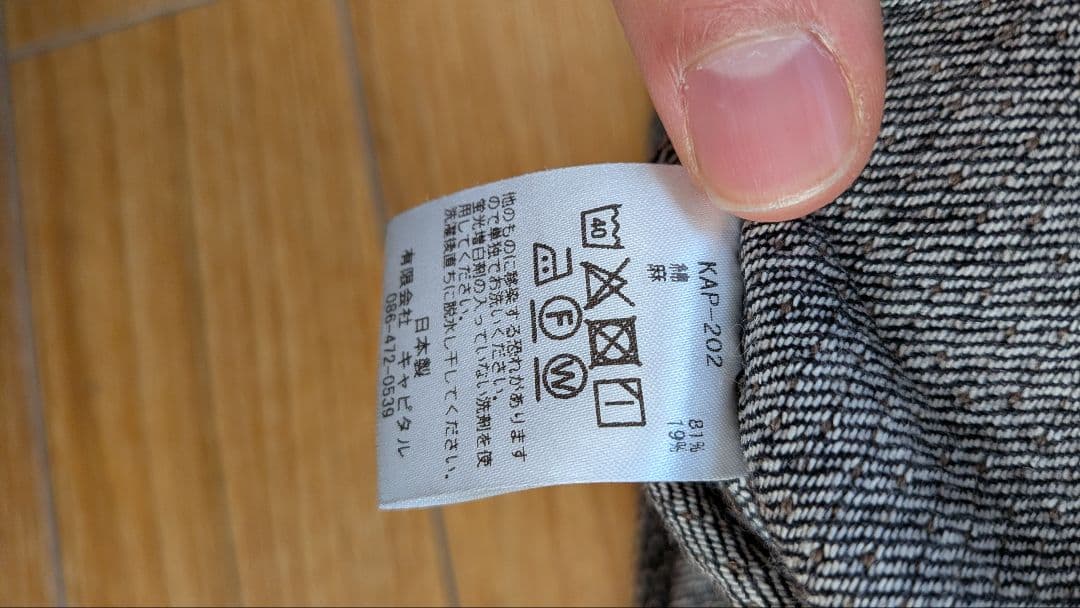 KAP-202
綿 81%
麻 19%
40
F W
他のものに移染する恐れがあります
ので単独でお洗いください。
蛍光増白剤の入っていない洗剤を使
用してください。
洗濯後直ちに脱水し干してください。
日本製
有限会社 キャピタル
086-472-0539